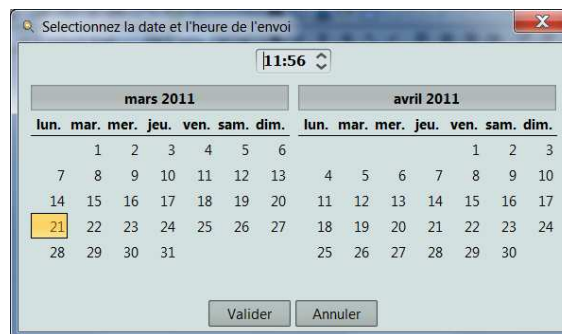 Selectionnez la date et l'heure de l'envoi
11:56
mars 2011
lun. mar. mer. jeu. ven. sam. dim.
1 2 3 4 5 6
7 8 9 10 11 12 13
14 15 16 17 18 19 20
21 22 23 24 25 26 27
28 29 30 31
avril 2011
lun. mar. mer. jeu. ven. sam. dim.
1 2 3
4 5 6 7 8 9 10
11 12 13 14 15 16 17
18 19 20 21 22 23 24
25 26 27 28 29 30
Valider Annuler